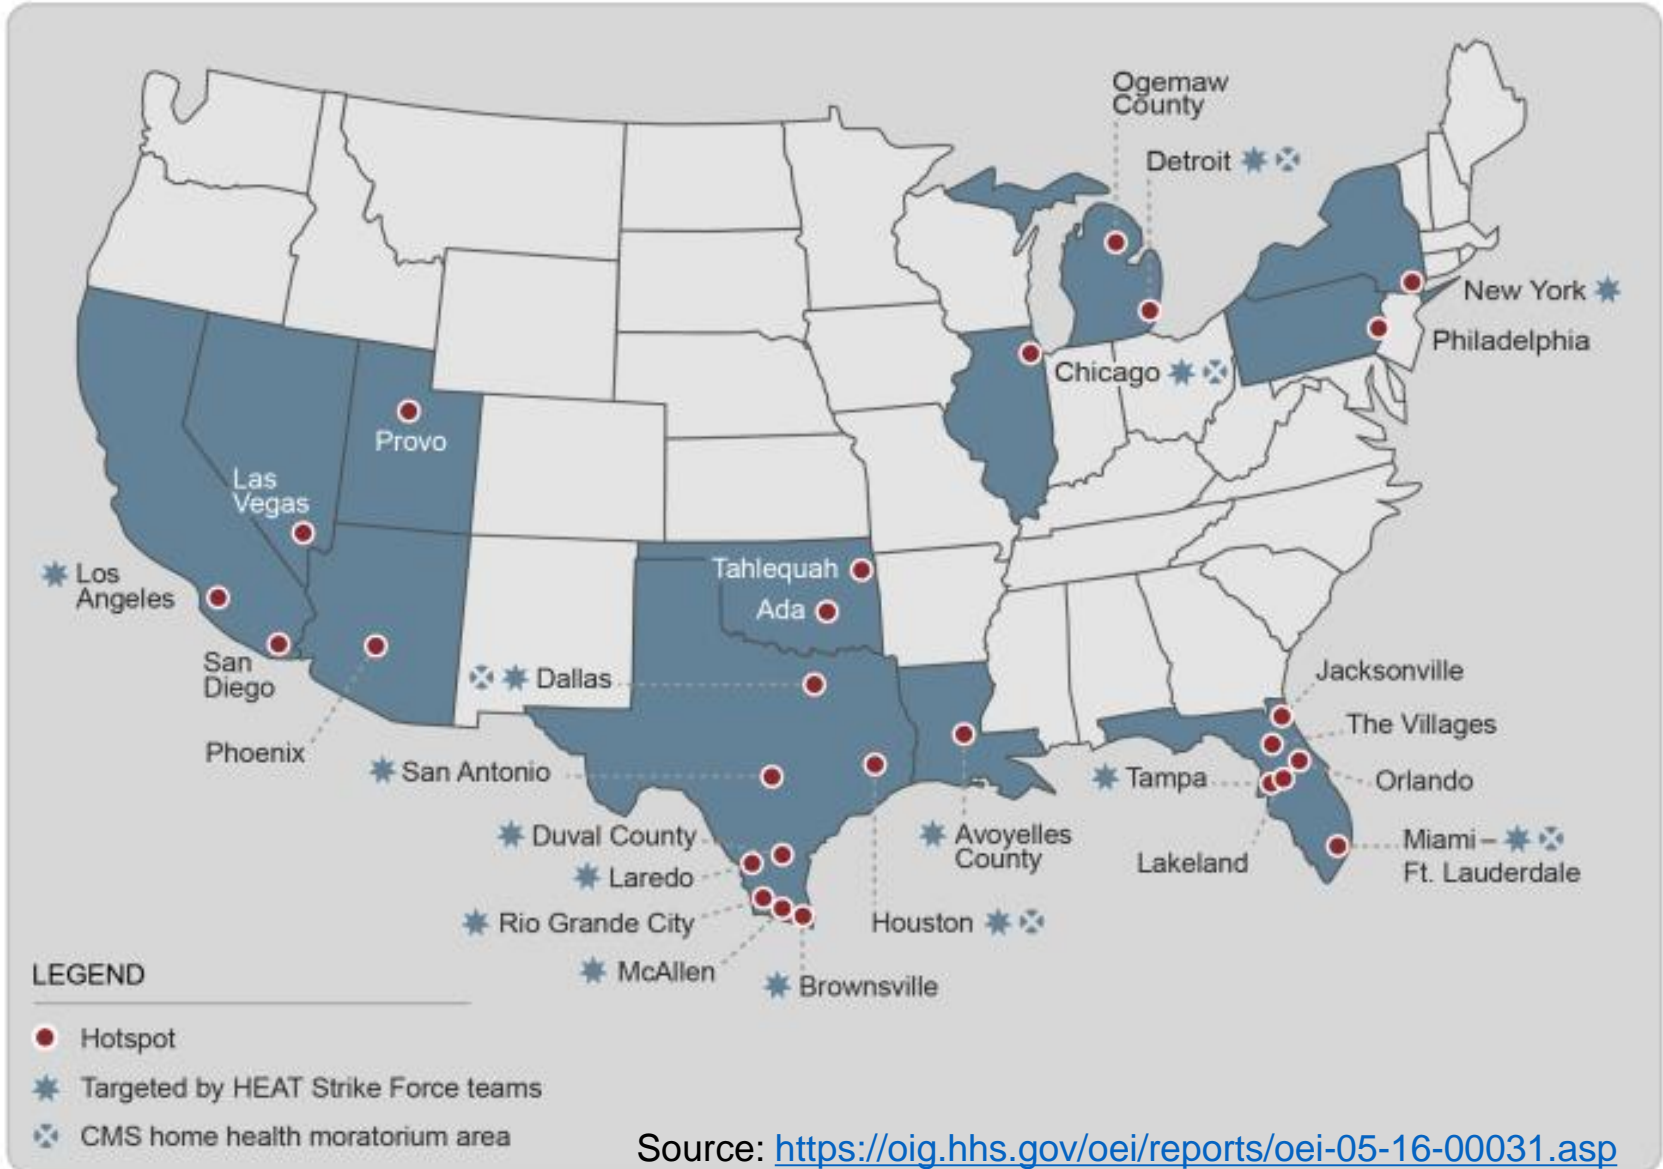 Ogemaw
County
Detroit
New York
Philadelphia
Chicago
Provo
Las
Vegas
Los
Angeles
Tahlequah
Ada
San
Diego
Dallas
Phoenix
San Antonio
Jacksonville
The Villages
Tampa
Orlando
Duval County
Avoyelles
County
Miami –
Ft. Lauderdale
Lakeland
Laredo
Rio Grande City
Houston
McAllen
Brownsville
LEGEND
Hotspot
Targeted by HEAT Strike Force teams
CMS home health moratorium area
Source: https://oig.hhs.gov/oei/reports/oei-05-16-00031.asp